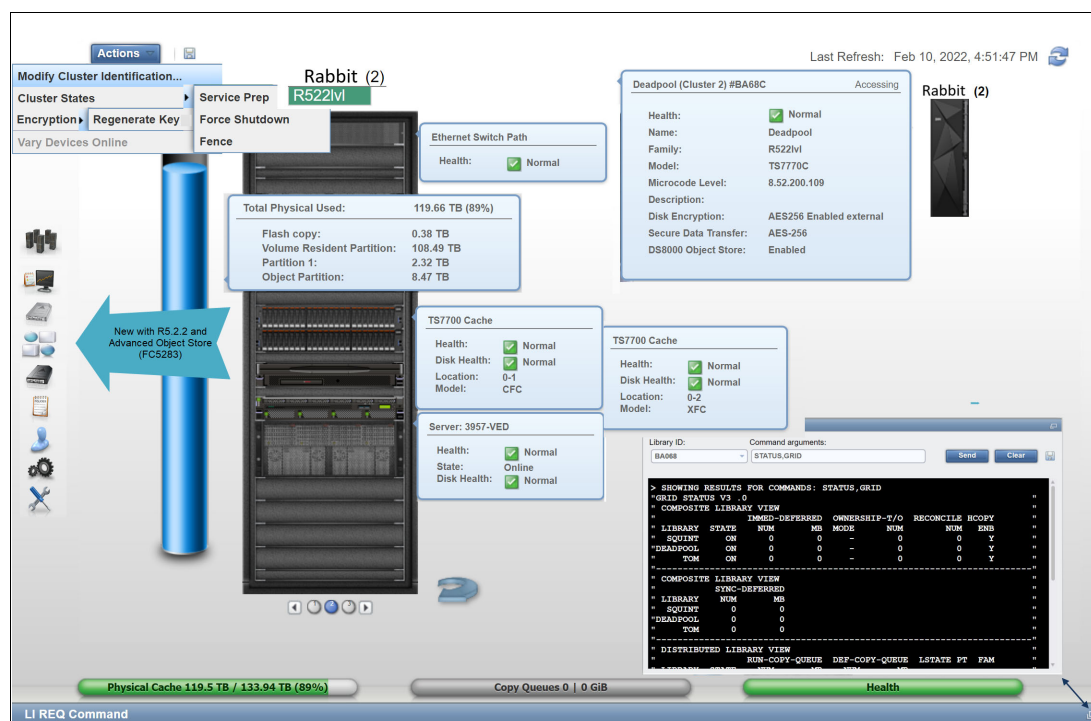 Actions
Last Refresh: Feb 10, 2022, 4:51:47 PM
Modify Cluster Identification...
Cluster States
Encryption
Regenerate Key
Vary Devices Online
Service Prep
Force Shutdown
Fence
Rabbit (2)
R522lvl
Ethernet Switch Path
Health: Normal
Deadpool (Cluster 2) #BA68C Accessing
Health: Normal
Name: Deadpool
Family: R522lvl
Model: TS7770C
Microcode Level: 8.52.200.109
Description:
Disk Encryption: AES256 Enabled external
Secure Data Transfer: AES-256
DS8000 Object Store: Enabled
Rabbit (2)
Total Physical Used: 119.66 TB (89%)
Flash copy: 0.38 TB
Volume Resident Partition: 108.49 TB
Partition 1: 2.32 TB
Object Partition: 8.47 TB
New with R5.2.2 and
Advanced Object Store
(FC5283)
TS7700 Cache
Health: Normal
Disk Health: Normal
Location: 0-1
Model: CFC
TS7700 Cache
Health: Normal
Disk Health: Normal
Location: 0-2
Model: XFC
Server: 3957-VED
Health: Normal
State: Online
Disk Health: Normal
Library ID: Command arguments:
BA068 STATUS,GRID Send Clear
> SHOWING RESULTS FOR COMMANDS: STATUS,GRID
"GRID STATUS V3 .0 "
" COMPOSITE LIBRARY VIEW "
" IMMED-DEFERRED OWNERSHIP-T/O RECONCILE HCOPY "
" LIBRARY STATE NUM MB MODE NUM NUM ENB "
" SQUINT ON 0 0 - 0 0 Y "
"DEADPOOL ON 0 0 - 0 0 Y "
" TOM ON 0 0 - 0 0 Y "
"--------------------------------------------------------------"
" COMPOSITE LIBRARY VIEW "
" SYNC-DEFERRED "
" LIBRARY NUM MB "
" SQUINT 0 0 "
"DEADPOOL 0 0 "
" TOM 0 0 "
"--------------------------------------------------------------"
" DISTRIBUTED LIBRARY VIEW "
" RUN-COPY-QUEUE DEF-COPY-QUEUE LSTATE PT FAM "
Physical Cache 119.5 TB / 133.94 TB (89%)
Copy Queues 0 | 0 GiB
Health
LI REQ Command